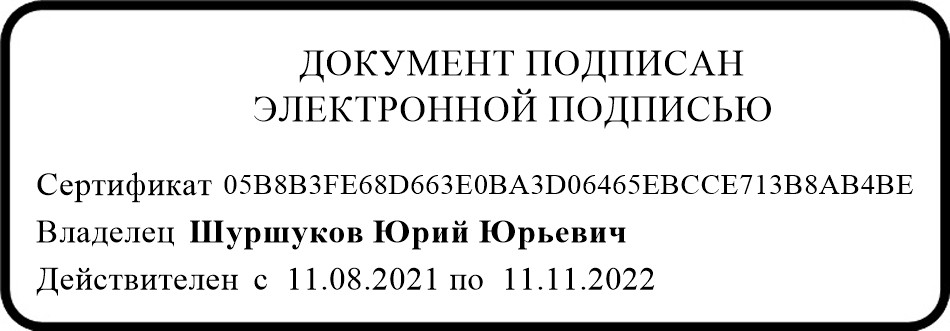 ДОКУМЕНТ ПОДПИСАН
ЭЛЕКТРОННОЙ ПОДПИСЬЮ
Сертификат 05B8B3FE68D663E0BA3D06465EBCCE713B8AB4BE
Владелец Шуршуков Юрий Юрьевич
Действителен с 11.08.2021 по 11.11.2022